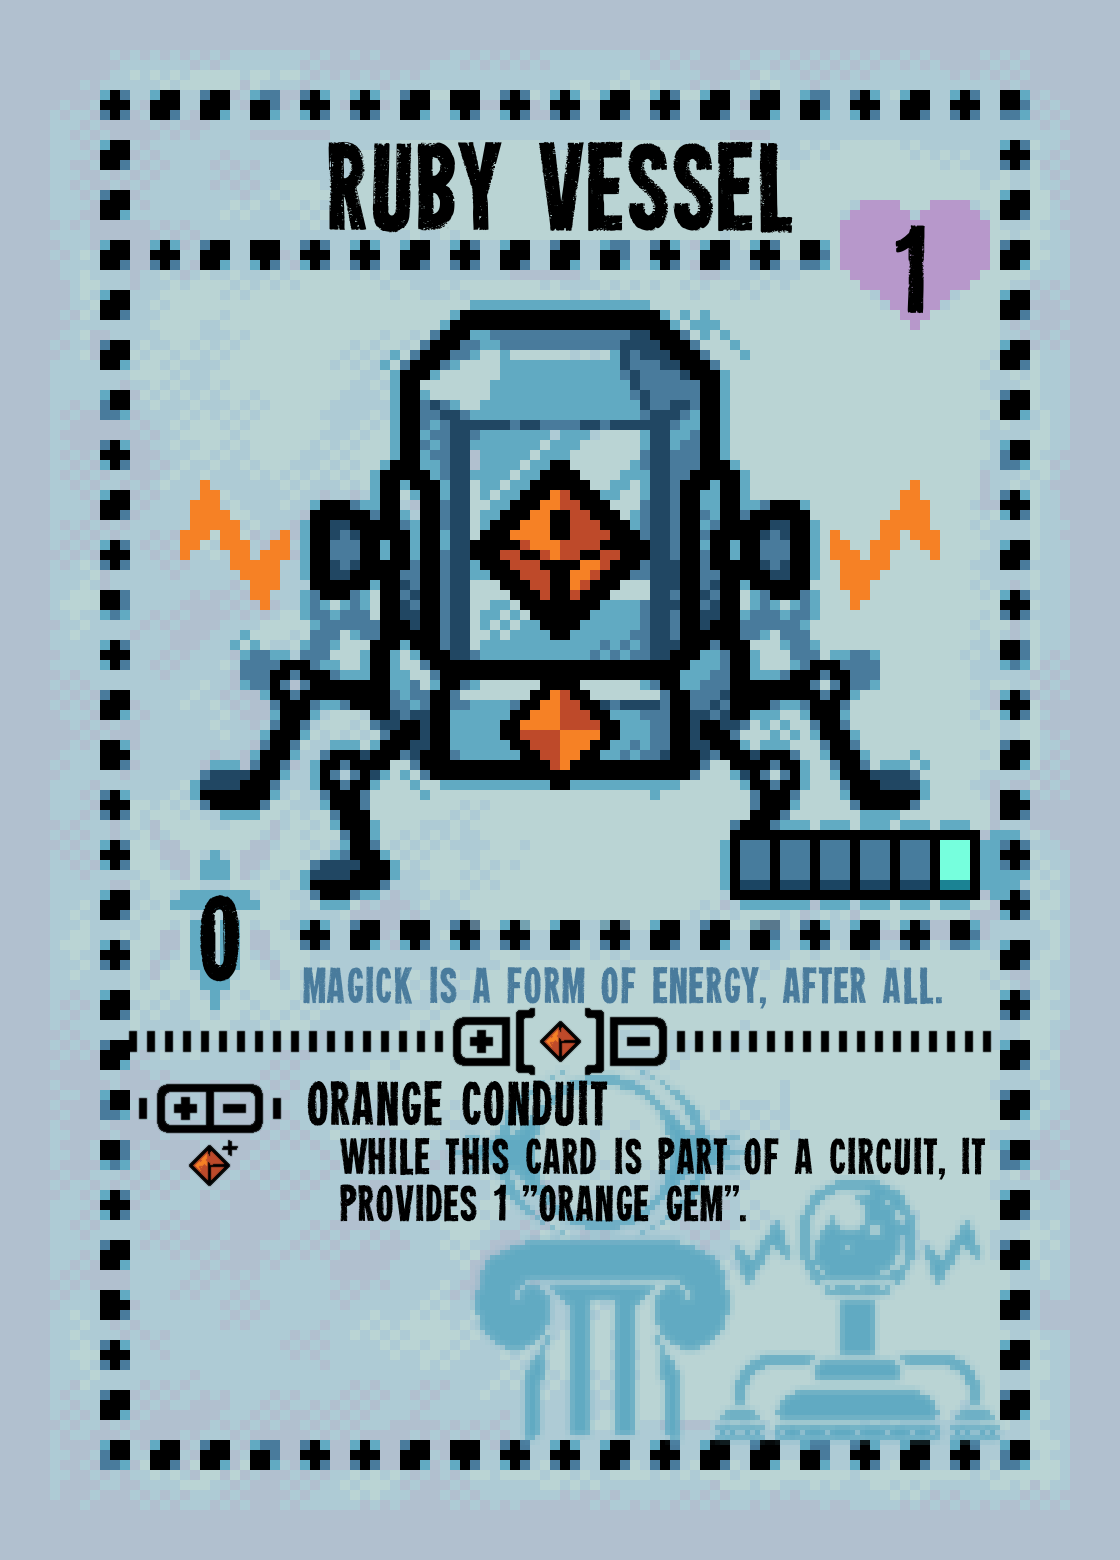 RUBY VESSEL
1
0
MAGICK IS A FORM OF ENERGY, AFTER ALL.
ORANGE CONDUIT
WHILE THIS CARD IS PART OF A CIRCUIT, IT
PROVIDES 1 "ORANGE GEM".